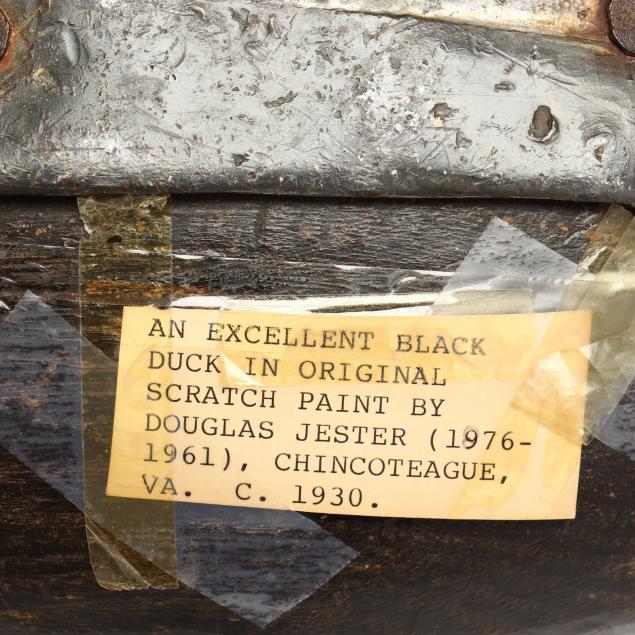 AN EXCELLENT BLACK
DUCK IN ORIGINAL
SCRATCH PAINT BY
DOUGLAS JESTER (1976-
1961), CHINCOTEAGUE,
VA. C. 1930.